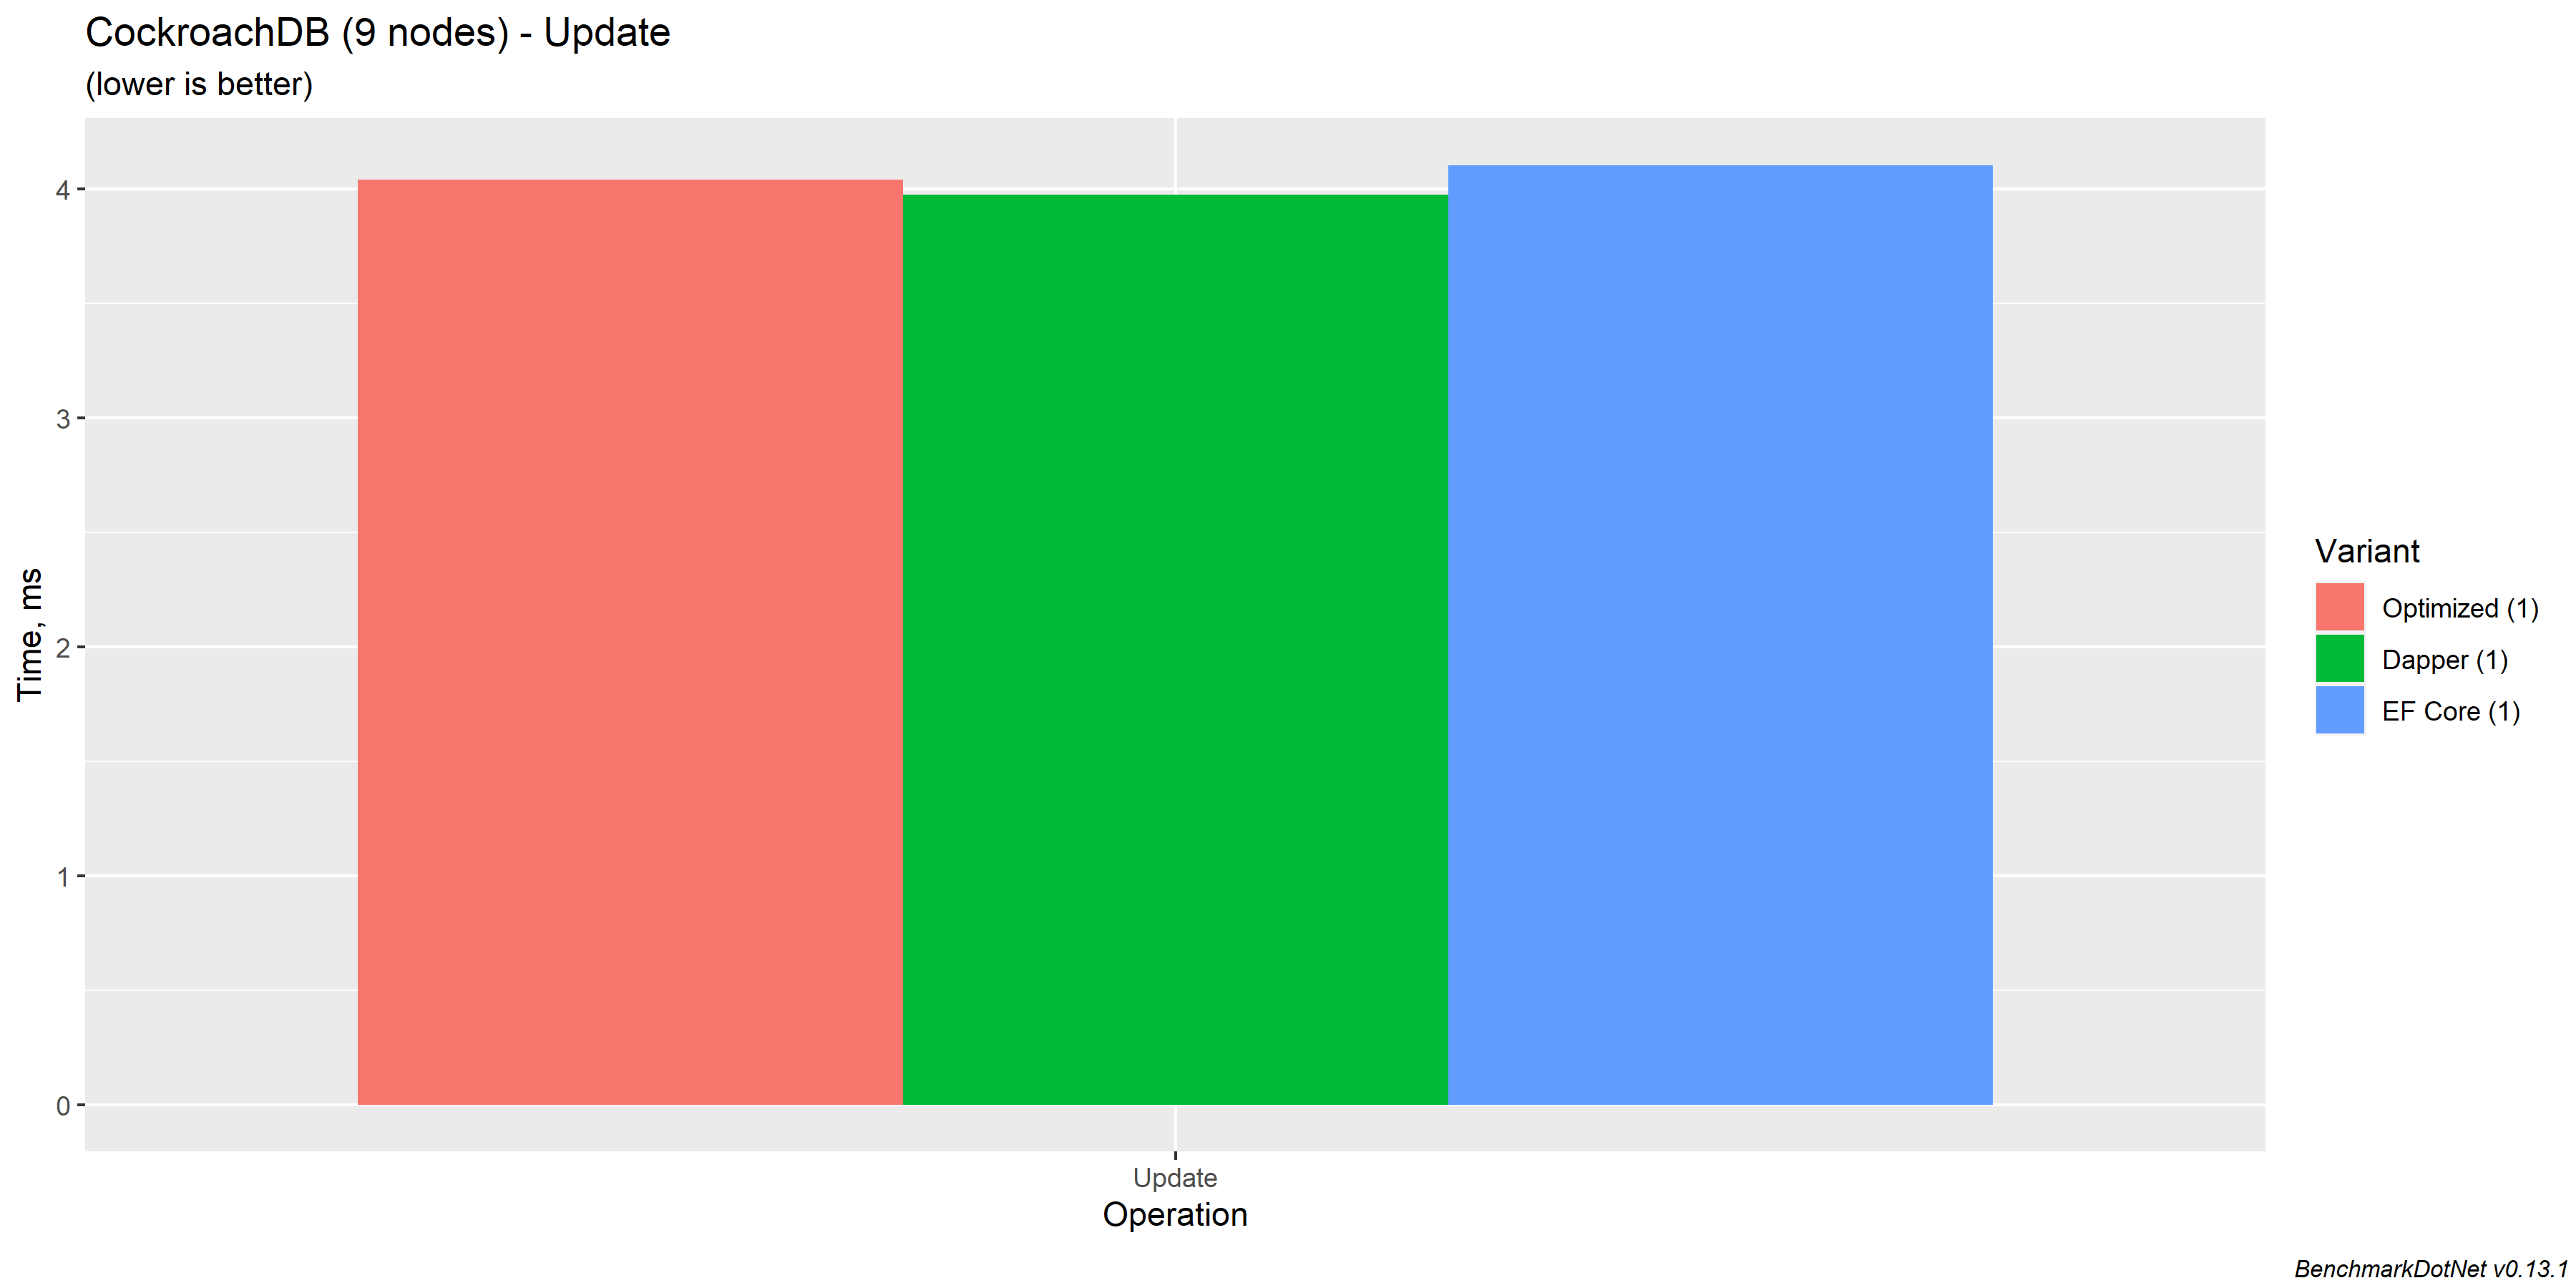 CockroachDB (9 nodes) - Update
(lower is better)
4
3
2
1
0
Time, ms
Update
Operation
Variant
Optimized (1)
Dapper (1)
EF Core (1)
BenchmarkDotNet v0.13.1